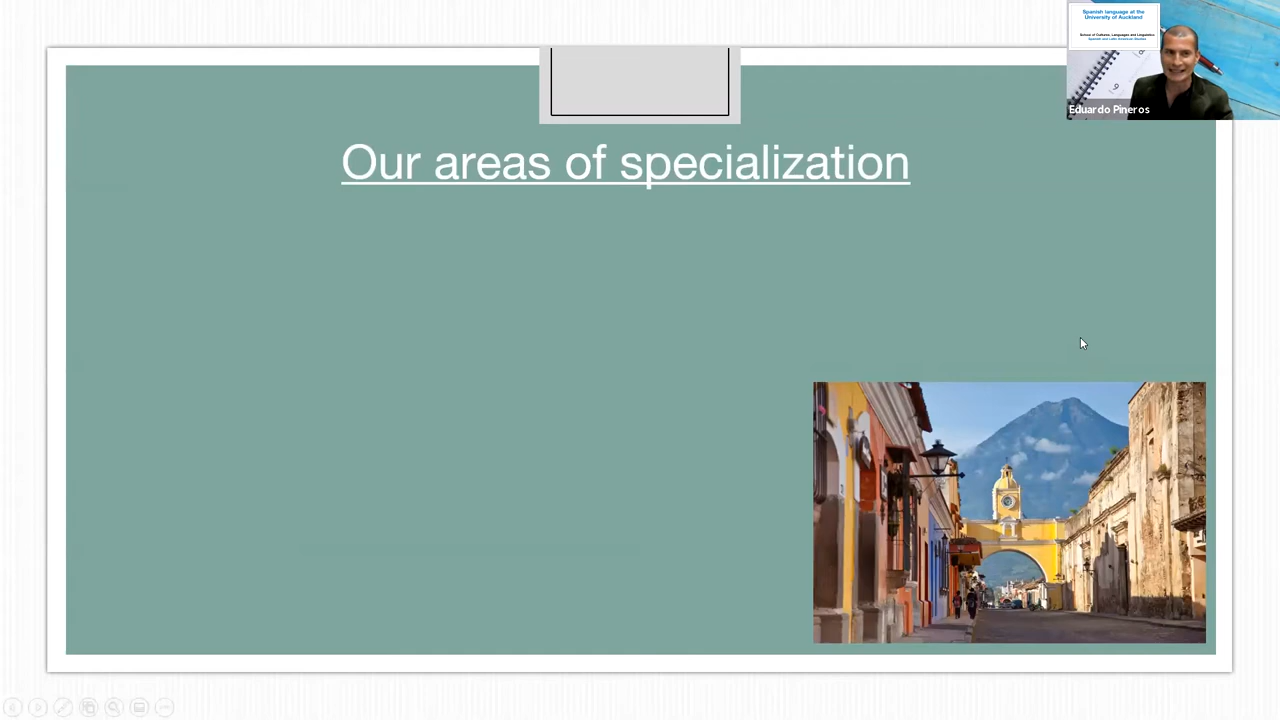 Spanish language at the
University of Auckland
School of Cultures, Languages and Linguistics
Spanish and Latin American Studies
Eduardo Pineros
Our areas of specialization